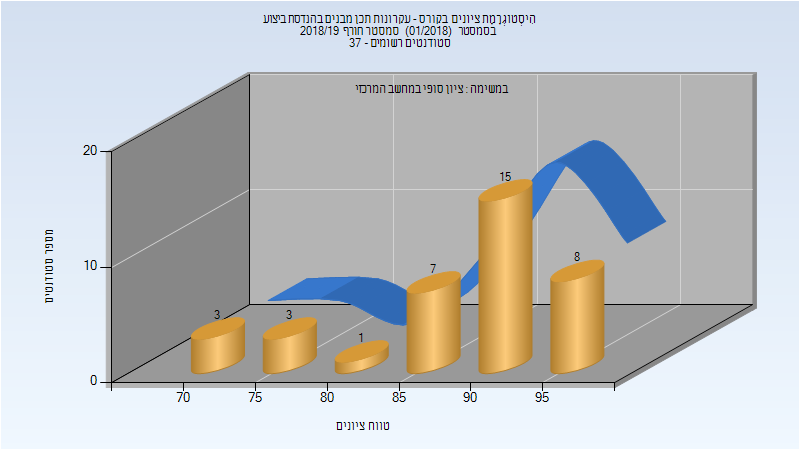 היסטוגרמת ציונים בקורס - עקרונות תכן מבנים בהנדסת ביצוע
בסמסטר (01/2018) סמסטר חורף 2018/19
סטודנטים רשומים - 37
במשימה : ציון סופי במחשב המרכזי
מספר סטודנטים
20
10
0
3
3
1
7
15
8
70
75
80
85
90
95
טווח ציונים